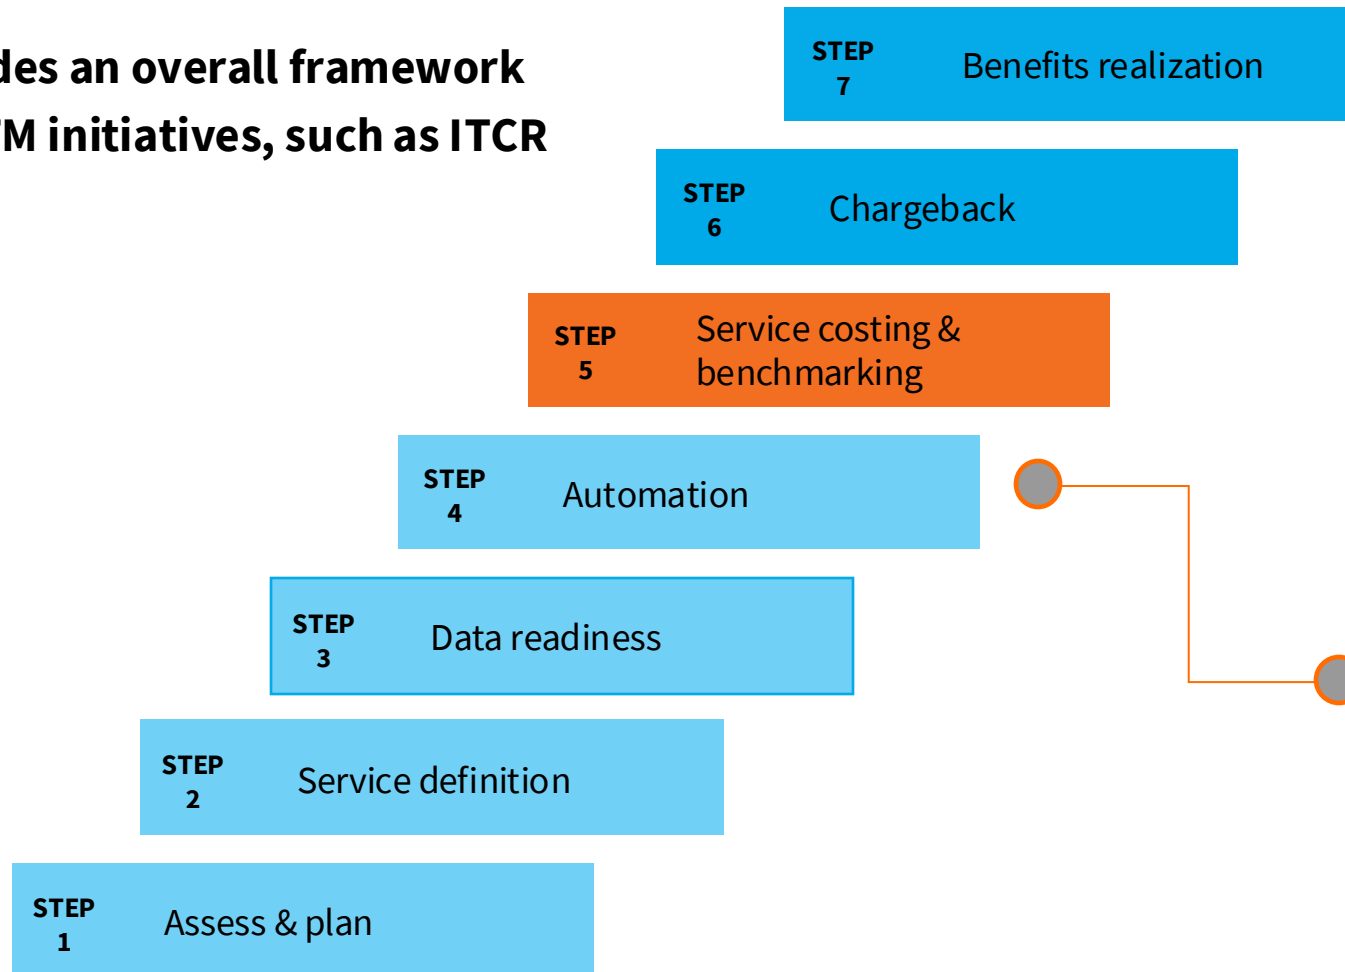 des an overall framework
M initiatives, such as ITCR
STEP
7
Benefits realization
STEP
6
Chargeback
STEP
5
Service costing &
benchmarking
STEP
4
Automation
STEP
3
Data readiness
STEP
2
Service definition
STEP
1
Assess & plan